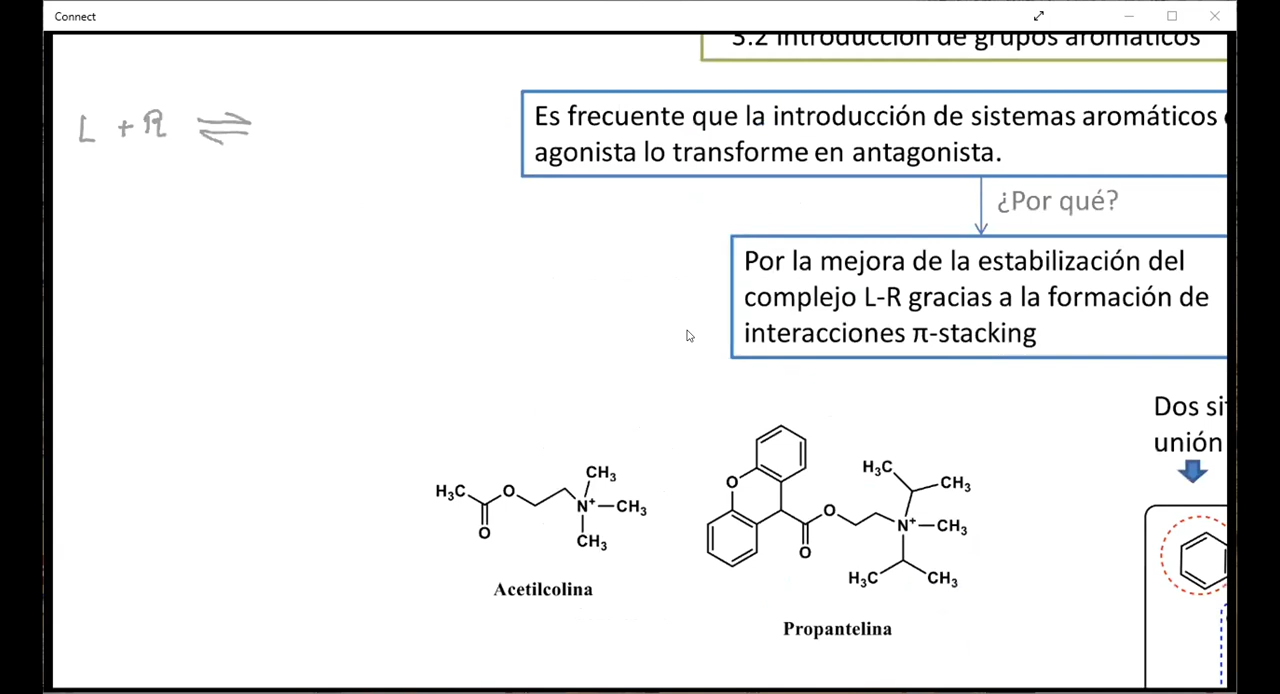 Connect
3.2 Introducción de grupos aromáticos
L + R ⇌
Es frecuente que la introducción de sistemas aromáticos
agonista lo transforme en antagonista.
¿Por qué?
Por la mejora de la estabilización del
complejo L-R gracias a la formación de
interacciones π-stacking
Dos
unión
H₃C O O N⁺ CH₃ CH₃ CH₃
Acetilcolina
O O O N⁺ H₃C CH₃ CH₃ H₃C CH₃
Propantelina